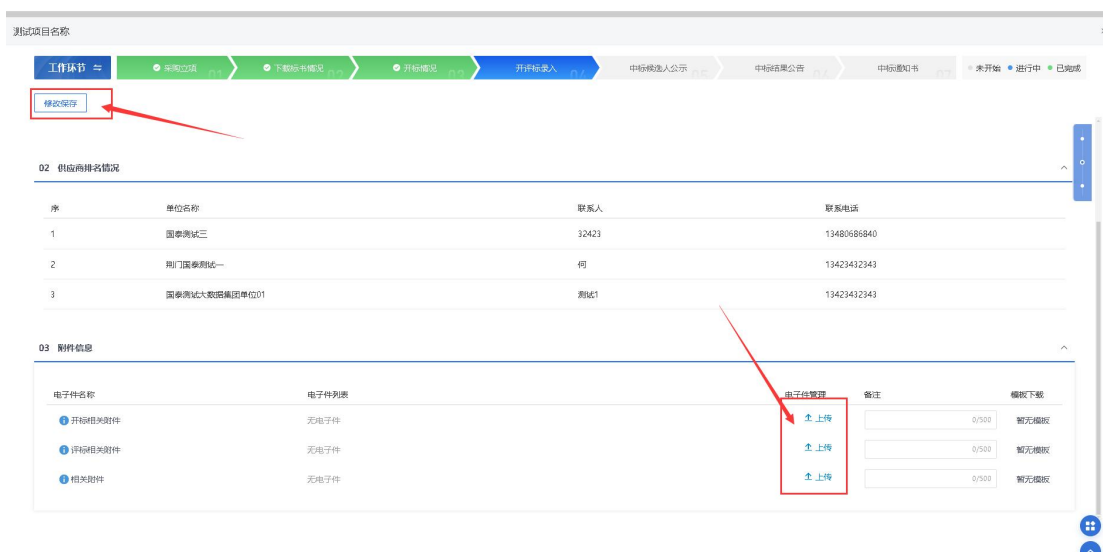 测试项目名称
工作环节 采购立项 01 下载标书情况 02 开标情况 03 开评标录入 04 中标候选人公示 05 中标结果公告 中标通知书 07 未开始 进行中 已完成
修改保存
02 供应商排名情况
序 单位名称 联系人 联系电话
1 国泰测试三 32423 13480686840
2 荆门国泰测试一 何 13423432343
3 国泰测试大数据集团单位01 测试1 13423432343
03 附件信息
电子件名称 电子件列表 电子件管理 备注 模板下载
开标相关附件 无电子件 上传 0/500 暂无模板
评标相关附件 无电子件 上传 0/500 暂无模板
相关附件 无电子件 上传 0/500 暂无模板